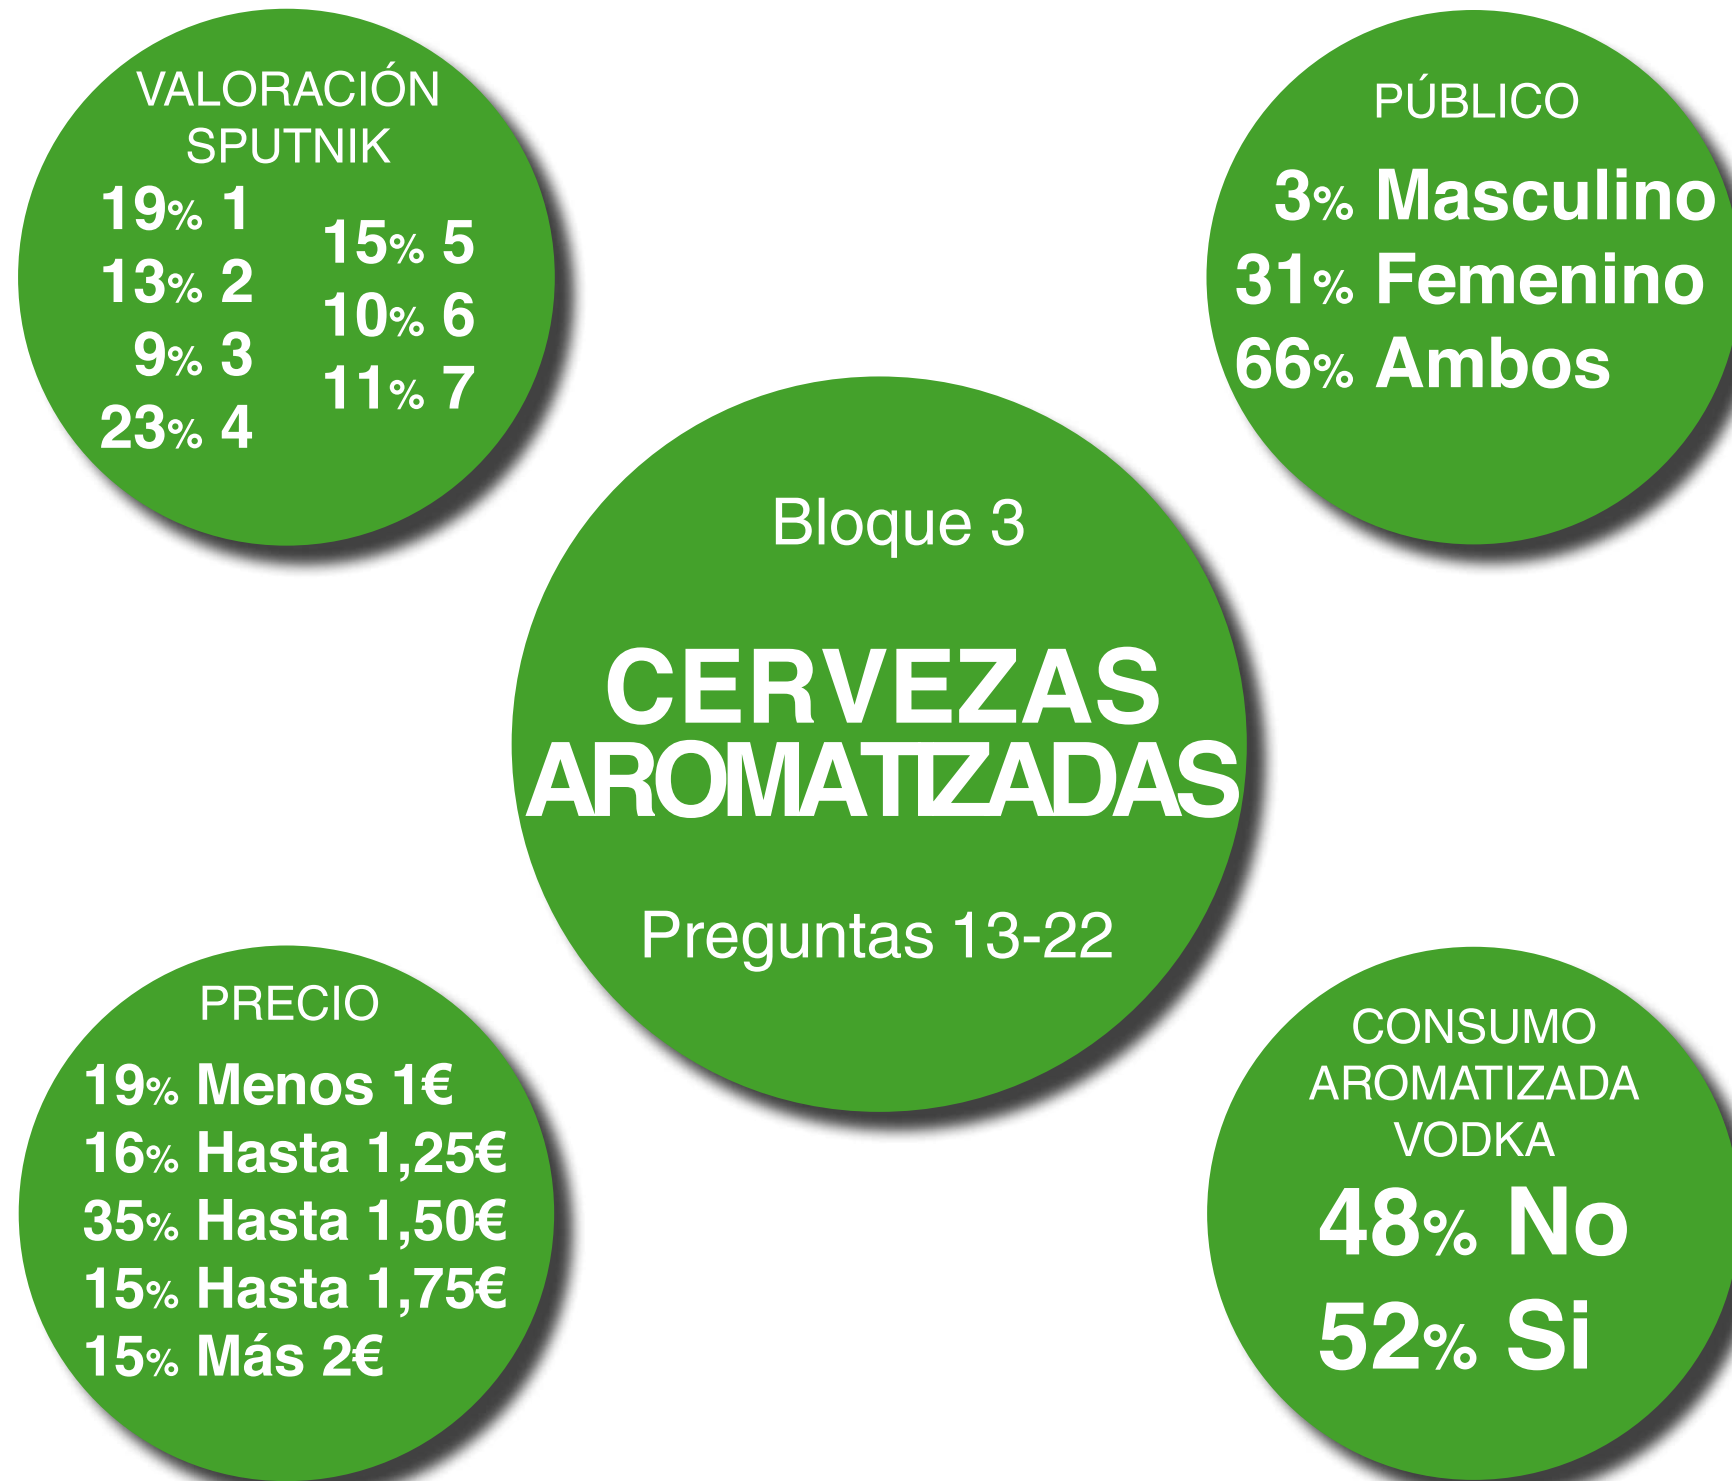 VALORACIÓN
SPUTNIK
19% 1
13% 2
9% 3
23% 4
15% 5
10% 6
11% 7
PÚBLICO
3% Masculino
31% Femenino
66% Ambos
Bloque 3
CERVEZAS
AROMATIZADAS
Preguntas 13-22
PRECIO
19% Menos 1€
16% Hasta 1,25€
35% Hasta 1,50€
15% Hasta 1,75€
15% Más 2€
CONSUMO
AROMATIZADA
VODKA
48% No
52% Si